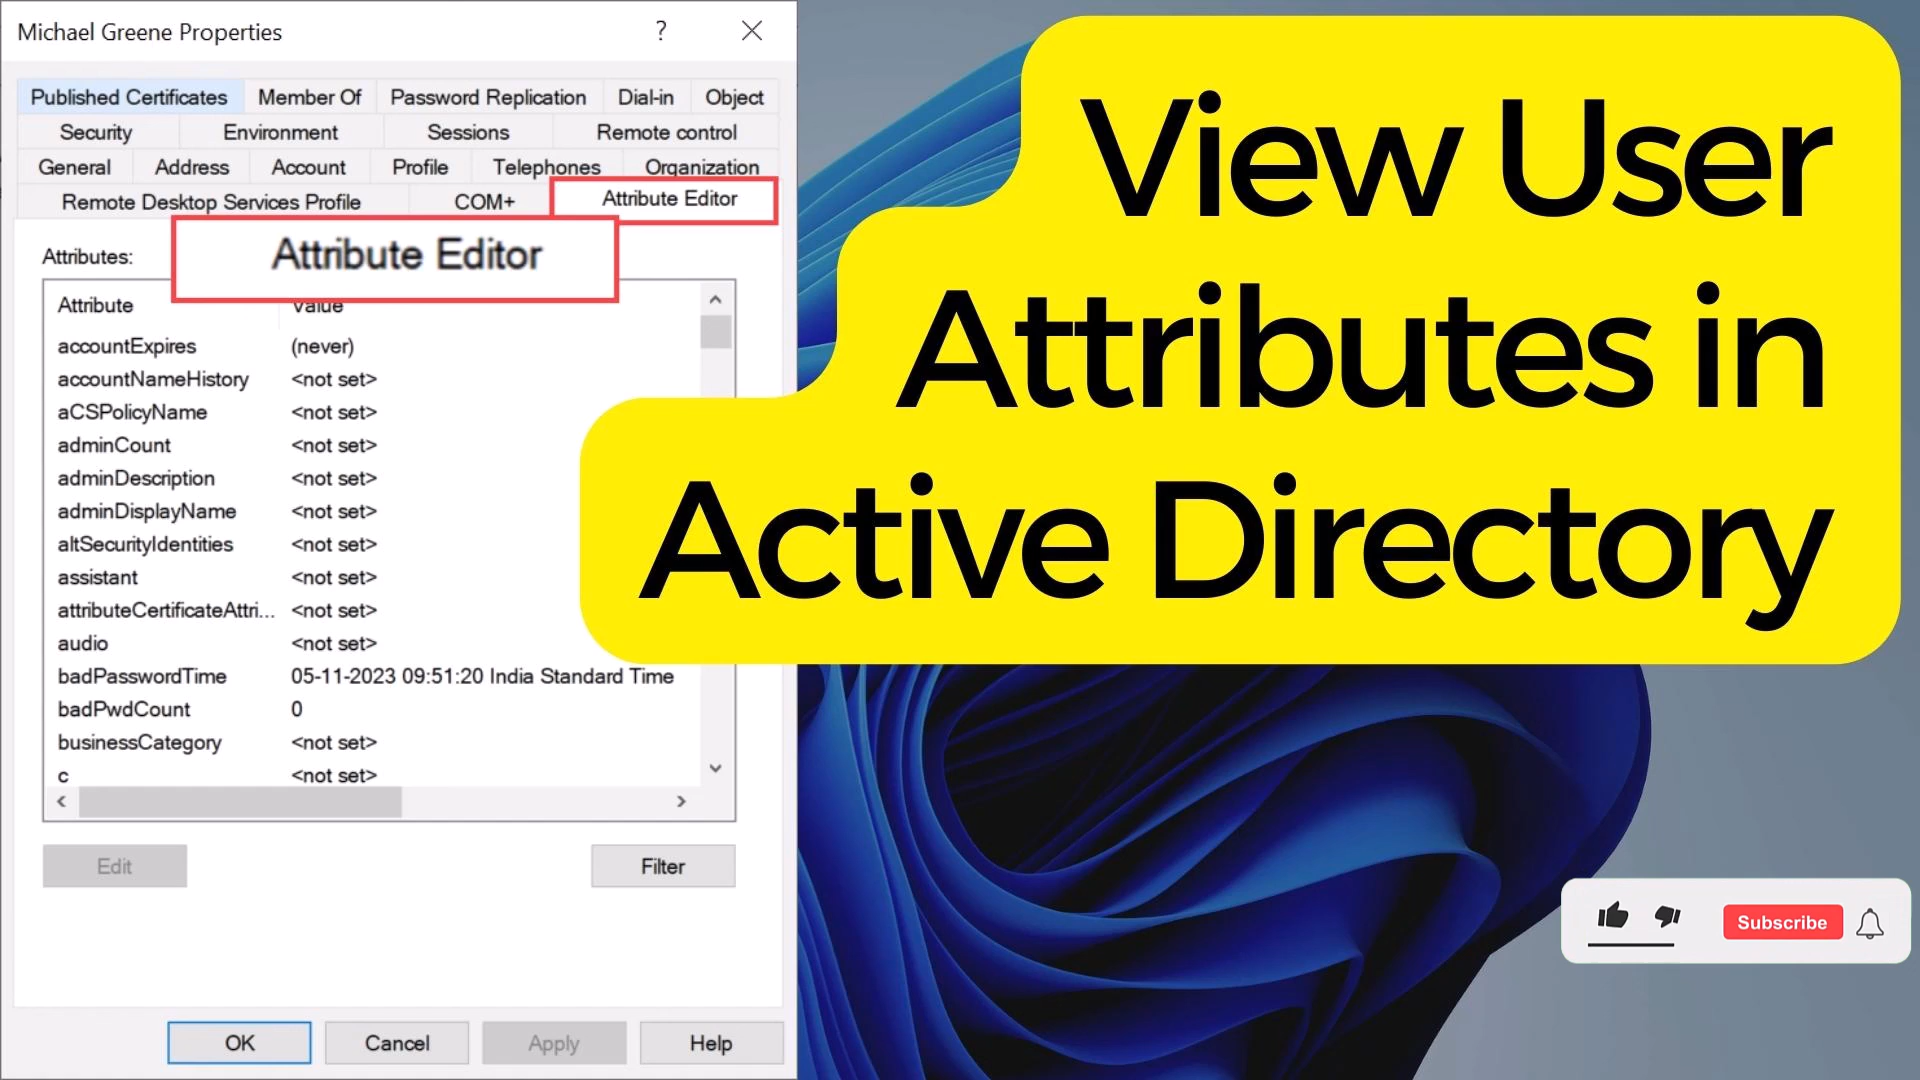 Michael Greene Properties ?
Published Certificates Member Of Password Replication Dial-in Object
Security Environment Sessions Remote control
General Address Account Profile Telephones Organization
Remote Desktop Services Profile COM+ Attribute Editor
Attributes:
Attribute Editor
Attribute Value
accountExpires (never)
accountNameHistory <not set>
aCSPolicyName <not set>
adminCount <not set>
adminDescription <not set>
adminDisplayName <not set>
altSecurityIdentities <not set>
assistant <not set>
attributeCertificateAttri... <not set>
audio <not set>
badPasswordTime 05-11-2023 09:51:20 India Standard Time
badPwdCount 0
businessCategory <not set>
c <not set>
Edit Filter
OK Cancel Apply Help
View User
Attributes in
Active Directory
Subscribe